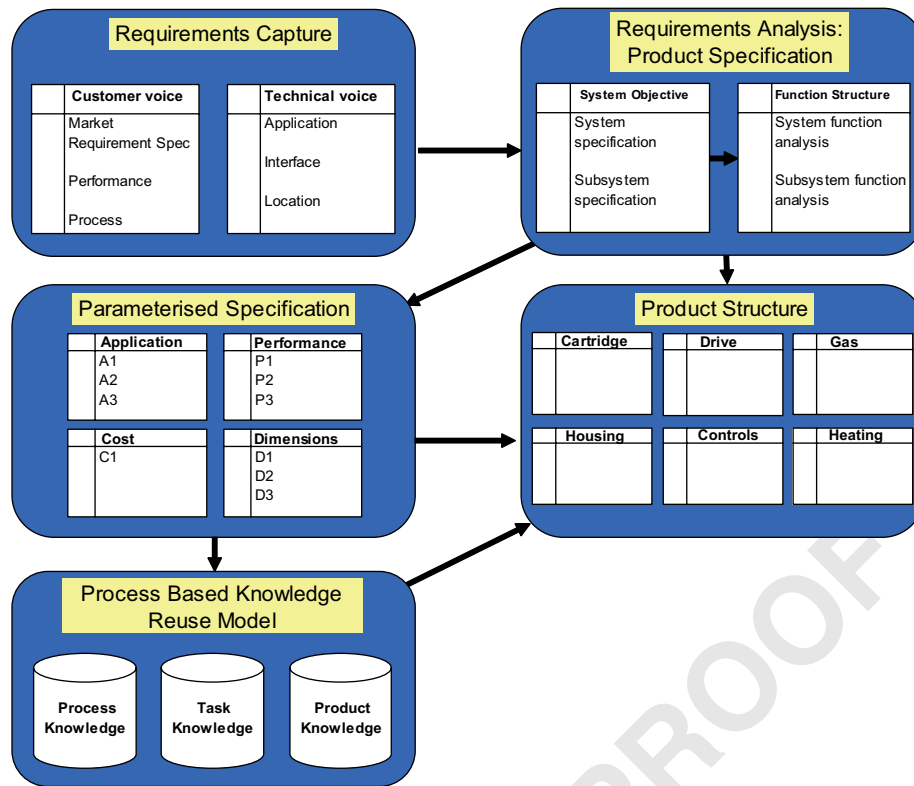 Requirements Capture
Customer voice
Market
Requirement Spec
Performance
Process
Technical voice
Application
Interface
Location
Requirements Analysis:
Product Specification
System Objective
System
specification
Subsystem
specification
Function Structure
System function
analysis
Subsystem function
analysis
Parameterised Specification
Application
A1
A2
A3
Performance
P1
P2
P3
Cost
C1
Dimensions
D1
D2
D3
Product Structure
Cartridge
Drive
Gas
Housing
Controls
Heating
Process Based Knowledge
Reuse Model
Process
Knowledge
Task
Knowledge
Product
Knowledge
PROOF